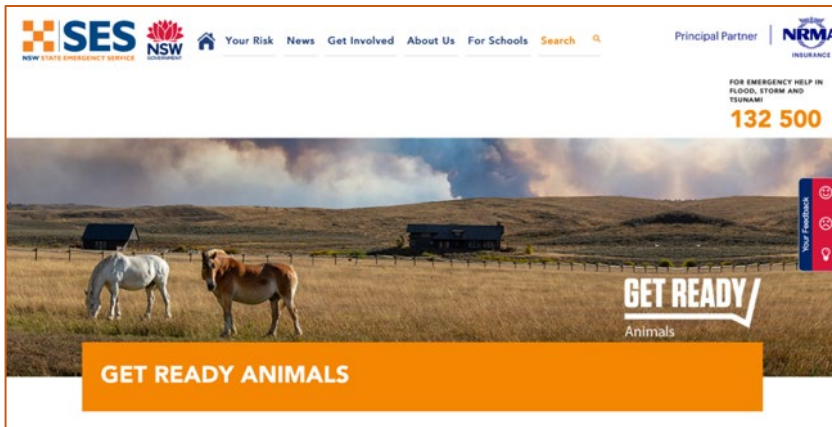 SES
NSW STATE EMERGENCY SERVICE
NSW
GOVERNMENT
Your Risk News Get Involved About Us For Schools Search
Principal Partner
NRMA
INSURANCE
FOR EMERGENCY HELP IN
FLOOD, STORM AND
TSUNAMI
132 500
Your Feedback
GET READY
Animals
GET READY ANIMALS